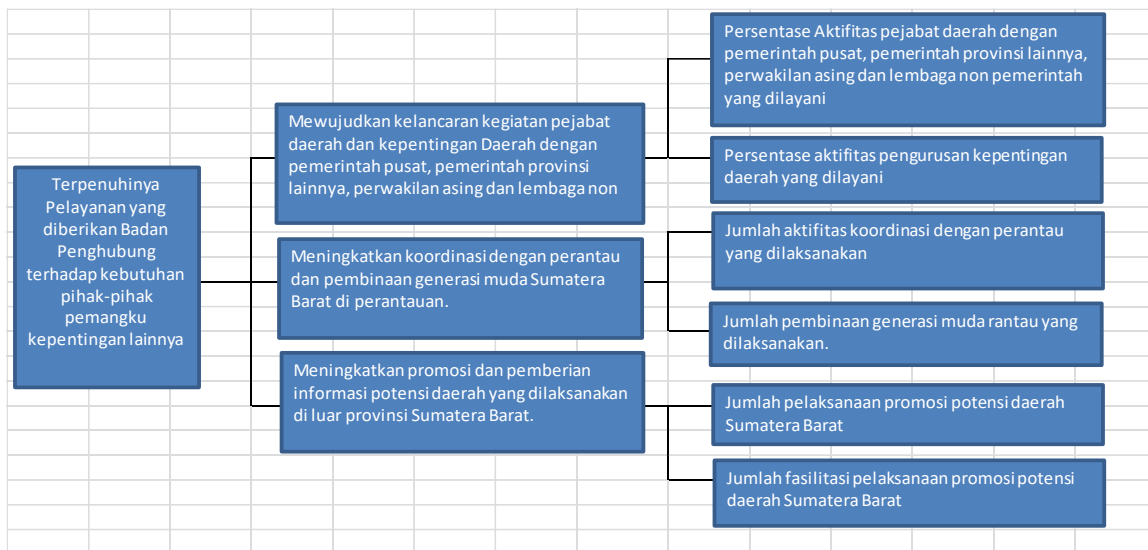 Terpenuhinya
Pelayanan yang
diberikan Badan
Penghubung
terhadap kebutuhan
pihak-pihak
pemangku
kepentingan lainnya
Mewujudkan kelancaran kegiatan pejabat
daerah dan kepentingan Daerah dengan
pemerintah pusat, pemerintah provinsi
lainnya, perwakilan asing dan lembaga non
Persentase Aktifitas pejabat daerah dengan
pemerintah pusat, pemerintah provinsi lainnya,
perwakilan asing dan lembaga non pemerintah
yang dilayani
Persentase aktifitas pengurusan kepentingan
daerah yang dilayani
Meningkatkan koordinasi dengan perantau
dan pembinaan generasi muda Sumatera
Barat di perantauan.
Jumlah aktifitas koordinasi dengan perantau
yang dilaksanakan
Jumlah pembinaan generasi muda rantau yang
dilaksanakan.
Meningkatkan promosi dan pemberian
informasi potensi daerah yang dilaksanakan
di luar provinsi Sumatera Barat.
Jumlah pelaksanaan promosi potensi daerah
Sumatera Barat
Jumlah fasilitasi pelaksanaan promosi potensi
daerah Sumatera Barat